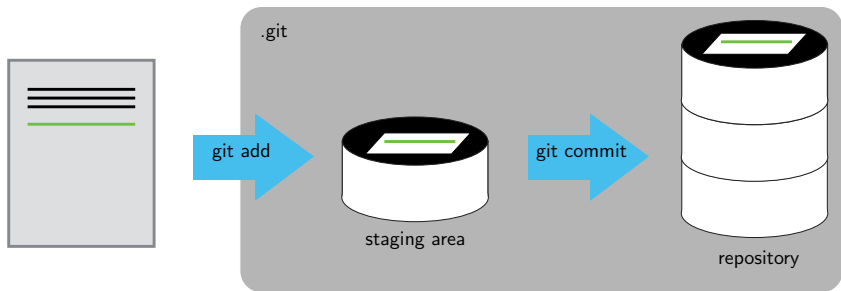 .git
git add
git commit
staging area
repository